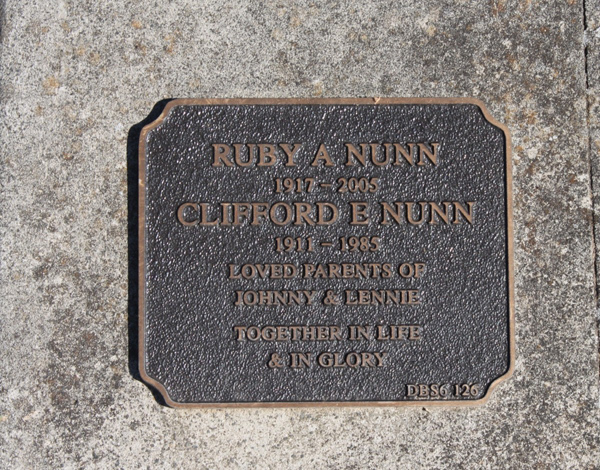 RUBY A NUNN
1917 – 2005
CLIFFORD E NUNN
1911 – 1985
LOVED PARENTS OF
JOHNNY & LENNIE
TOGETHER IN LIFE
& IN GLORY
DBS6 126